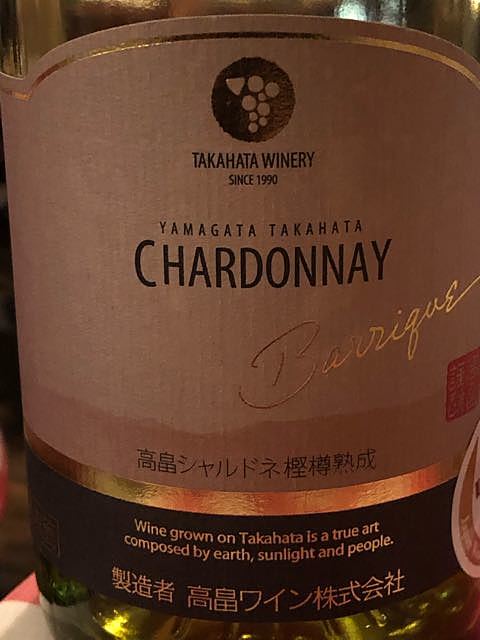 TAKAHATA WINERY
SINCE 1990
YAMAGATA TAKAHATA
CHARDONNAY
Barrique
高畠シャルドネ樫樽熟成
Wine grown on Takahata is a true art
composed by earth, sunlight and people.
製造者 高畠ワイン株式会社